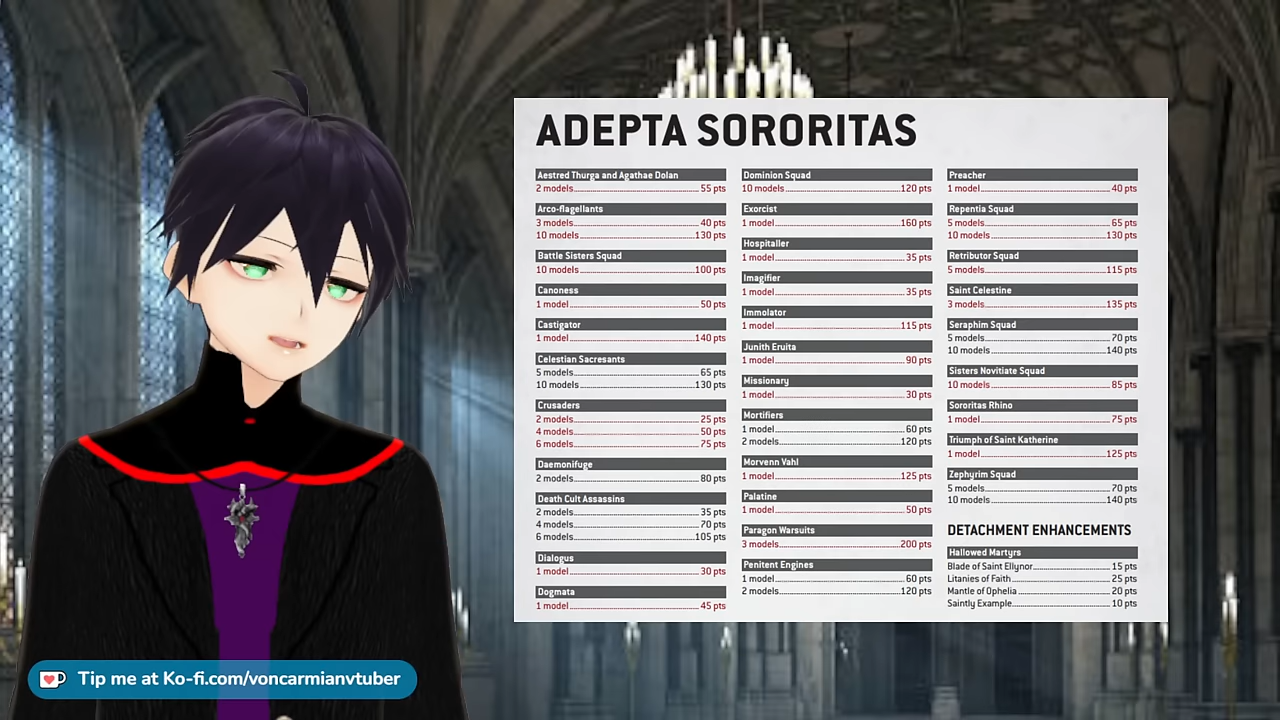 ADEPTA SORORITAS
Aestred Thurga and Agathae Dolan
2 models 55 pts
Arco-flagellants
3 models 40 pts
10 models 130 pts
Battle Sisters Squad
10 models 100 pts
Canoness
1 model 50 pts
Castigator
1 model 140 pts
Celestian Sacresants
5 models 65 pts
10 models 130 pts
Crusaders
2 models 25 pts
4 models 50 pts
6 models 75 pts
Daemonifuge
2 models 80 pts
Death Cult Assassins
2 models 35 pts
4 models 70 pts
6 models 105 pts
Dialogus
1 model 30 pts
Dogmata
1 model 45 pts
Dominion Squad
10 models 120 pts
Exorcist
1 model 160 pts
Hospitaller
1 model 35 pts
Imagifier
1 model 35 pts
Immolator
1 model 115 pts
Junith Eruita
1 model 90 pts
Missionary
1 model 30 pts
Mortifiers
1 model 60 pts
2 models 120 pts
Morvenn Vahl
1 model 125 pts
Palatine
1 model 50 pts
Paragon Warsuits
3 models 200 pts
Penitent Engines
1 model 60 pts
2 models 120 pts
Preacher
1 model 40 pts
Repentia Squad
5 models 65 pts
10 models 130 pts
Retributor Squad
5 models 115 pts
Saint Celestine
3 models 135 pts
Seraphim Squad
5 models 70 pts
10 models 140 pts
Sisters Novitiate Squad
10 models 85 pts
Sororitas Rhino
1 model 75 pts
Triumph of Saint Katherine
1 model 125 pts
Zephyrim Squad
5 models 70 pts
10 models 140 pts
DETACHMENT ENHANCEMENTS
Hallowed Martyrs
Blade of Saint Ellynor 15 pts
Litanies of Faith 25 pts
Mantle of Ophelia 20 pts
Saintly Example 10 pts
Tip me at Ko-fi.com/voncarmianvtuber